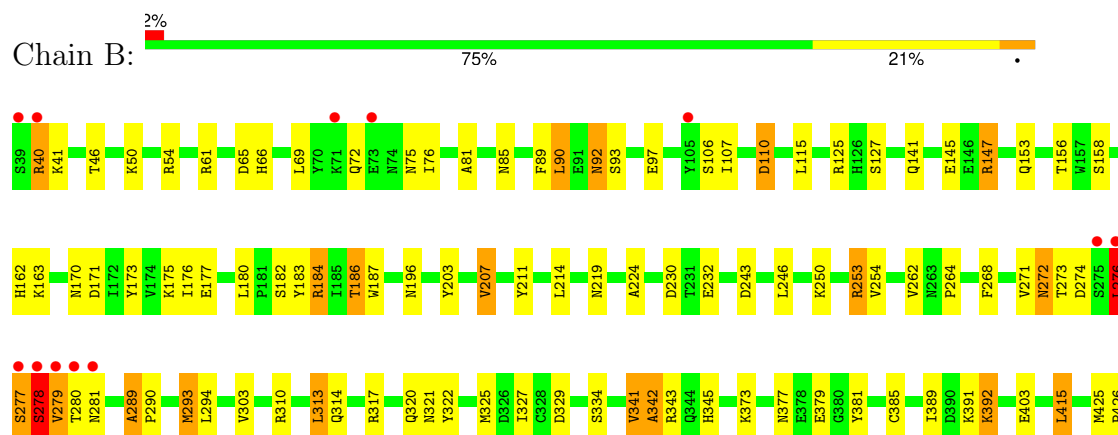 2%
Chain B:
75% 21% •
S39 R40 K41 T46 K50 R54 R61 D65 H66 L69 Y70 K71 Q72 E73 N74 N75 I76 A81 N85 F89 L90 E91 N92 S93 E97 Y105 S106 I107 D110 L115 R125 H126 S127 Q141 E145 E146 R147 Q153 T156 W157 S158
H162 K163 N170 D171 I172 Y173 V174 K175 I176 E177 L180 P181 S182 Y183 R184 I185 T186 W187 N196 Y203 V207 Y211 L214 N219 A224 D230 T231 E232 D243 L246 K250 R253 V254 V262 N263 P264 F268 V271 N272 T273 D274 S275
S277 S278 V279 T280 N281 A289 P290 M293 L294 V303 R310 L313 Q314 R317 Q320 N321 Y322 M325 D326 I327 C328 D329 S334 V341 A342 R343 Q344 H345 K373 N377 E378 E379 G380 Y381 C385 I389 D390 K391 K392 E403 L415 M425